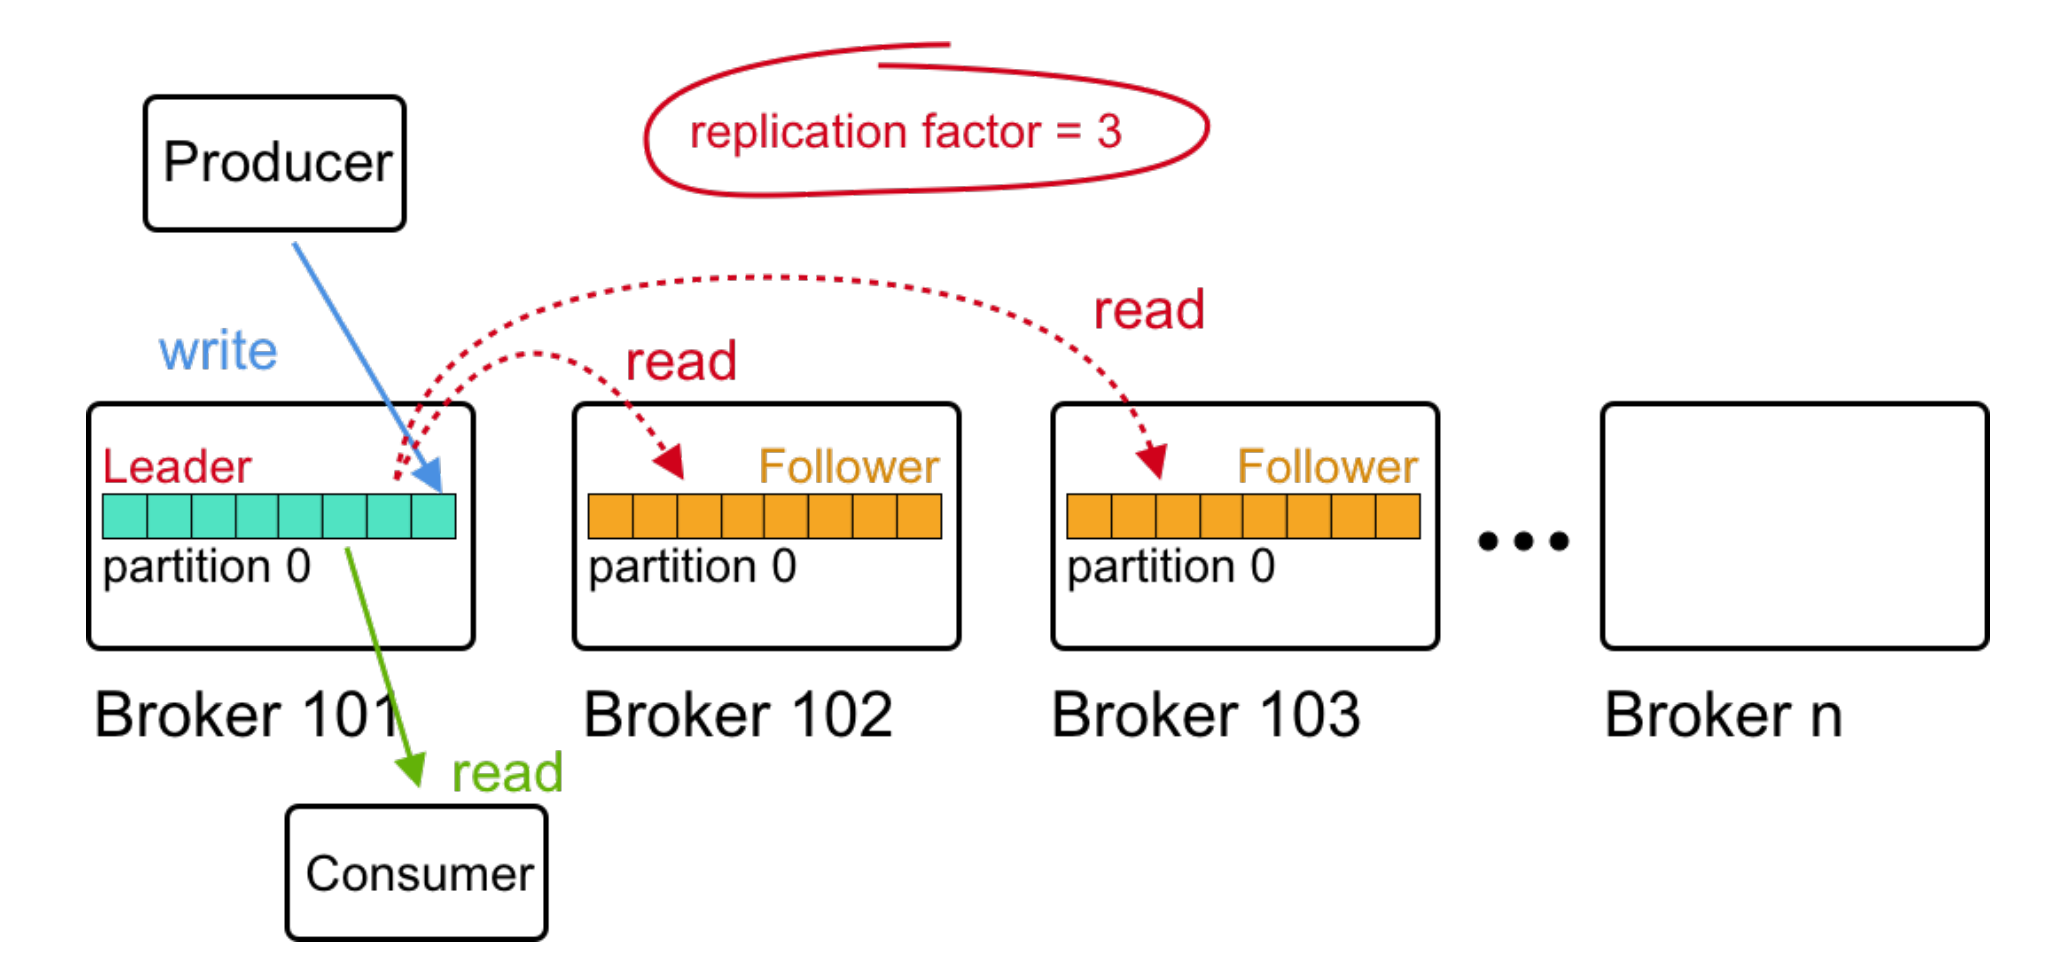 replication factor = 3
Producer
write
read
read
Leader
partition 0
Follower
partition 0
Follower
partition 0
Broker 101
Broker 102
Broker 103
Broker n
read
Consumer